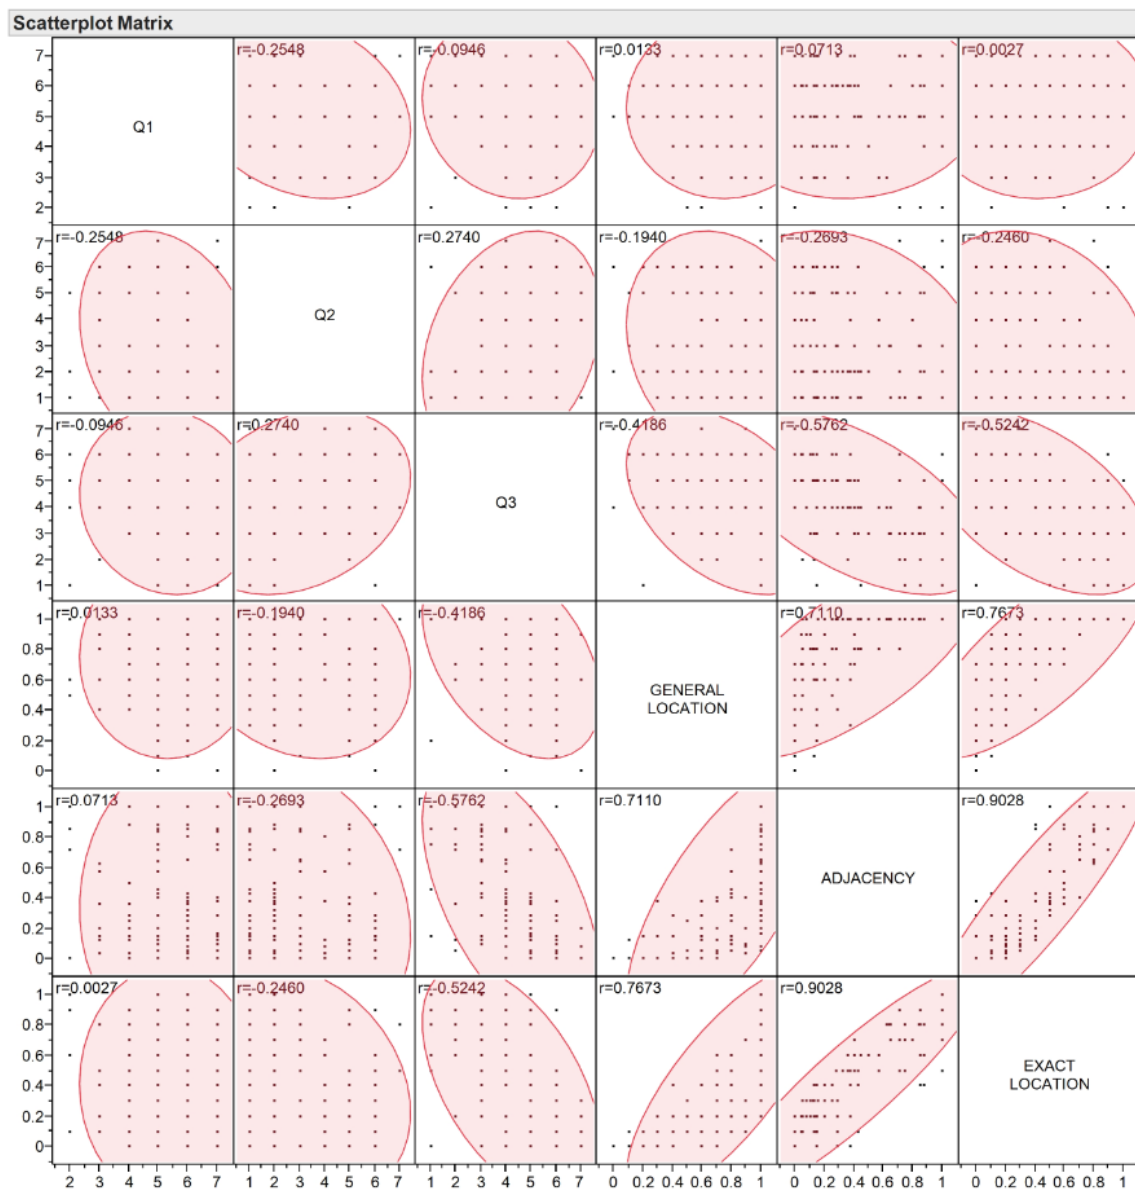 Scatterplot Matrix
7
6
5
4
3
2
Q1
r=-0.2548
r=-0.0946
r=0.0133
r=0.0713
r=0.0027
7
6
5
4
3
2
1
r=-0.2548
Q2
r=0.2740
r=-0.1940
r=-0.2693
r=-0.2460
7
6
5
4
3
2
1
r=-0.0946
r=0.2740
Q3
r=-0.4186
r=-0.5762
r=-0.5242
1
0.8
0.6
0.4
0.2
0
r=0.0133
r=-0.1940
r=-0.4186
GENERAL
LOCATION
r=0.7110
r=0.7673
1
0.8
0.6
0.4
0.2
0
r=0.0713
r=-0.2693
r=-0.5762
r=0.7110
ADJACENCY
r=0.9028
1
0.8
0.6
0.4
0.2
0
r=0.0027
r=-0.2460
r=-0.5242
r=0.7673
r=0.9028
EXACT
LOCATION
2 3 4 5 6 7 1 2 3 4 5 6 7 1 2 3 4 5 6 7 0 0.2 0.4 0.6 0.8 1 0 0.2 0.4 0.6 0.8 1 0 0.2 0.4 0.6 0.8 1